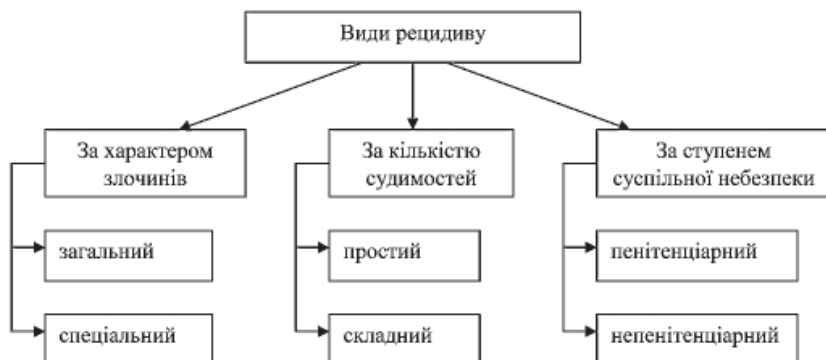 Види рецидиву
За характером
злочинів
За кількістю
судимостей
За ступенем
суспільної небезпеки
загальний
простий
пенітенціарний
спеціальний
складний
непенітенціарний